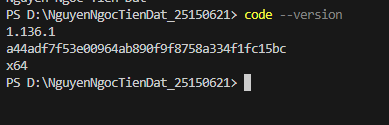 PS D:\NguyenNgocTienDat_25150621> code --version
1.136.1
a44adf7f53e00964ab890f9f8758a334f1fc15bc
x64
PS D:\NguyenNgocTienDat_25150621>